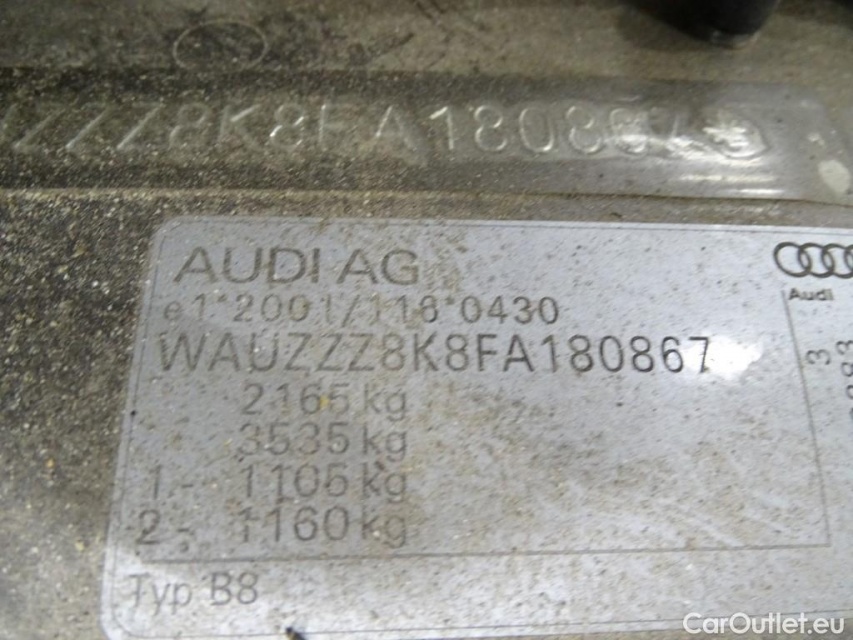 ZZZ8K8FA180867
AUDI AG
e1*2001/116*0430
Audi
WAUZZZ8K8FA180867
2165 kg
3535 kg
1- 1105 kg
2- 1160 kg
Typ B8
CarOutlet.eu